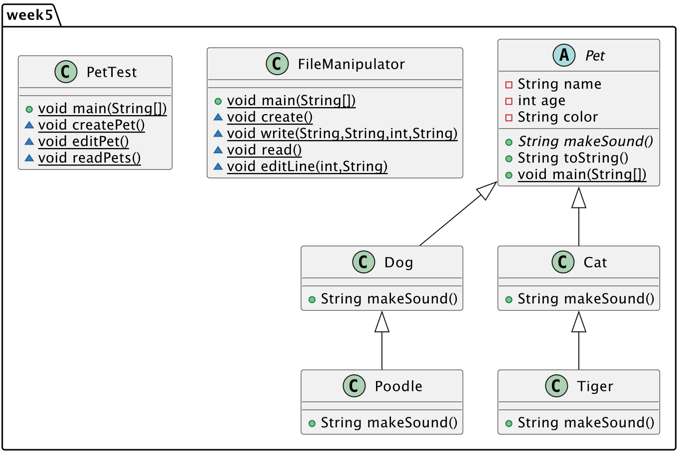 week5
C PetTest
void main(String[])
void createPet()
void editPet()
void readPets()
C FileManipulator
void main(String[])
void create()
void write(String,String,int,String)
void read()
void editLine(int,String)
A Pet
String name
int age
String color
String makeSound()
String toString()
void main(String[])
C Dog
String makeSound()
C Cat
String makeSound()
C Poodle
String makeSound()
C Tiger
String makeSound()